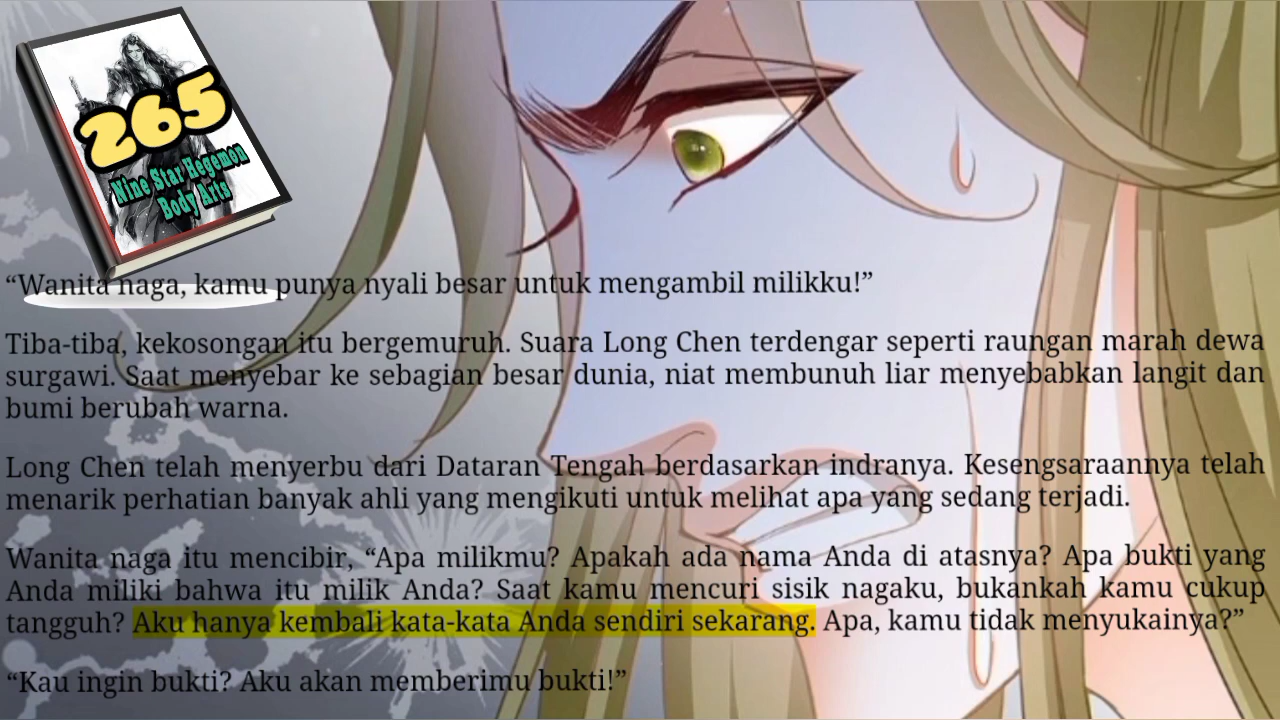 265
Nine Star Hegemon
Body Arts
“Wanita naga, kamu punya nyali besar untuk mengambil milikku!”
Tiba-tiba, kekosongan itu bergemuruh. Suara Long Chen terdengar seperti raungan marah dewa
surgawi. Saat menyebar ke sebagian besar dunia, niat membunuh liar menyebabkan langit dan
bumi berubah warna.
Long Chen telah menyerbu dari Dataran Tengah berdasarkan indranya. Kesengsaraannya telah
menarik perhatian banyak ahli yang mengikuti untuk melihat apa yang sedang terjadi.
Wanita naga itu mencibir, “Apa milikmu? Apakah ada nama Anda di atasnya? Apa bukti yang
Anda miliki bahwa itu milik Anda? Saat kamu mencuri sisik nagaku, bukankah kamu cukup
tangguh? Aku hanya kembali kata-kata Anda sendiri sekarang. Apa, kamu tidak menyukainya?”
“Kau ingin bukti? Aku akan memberimu bukti!”